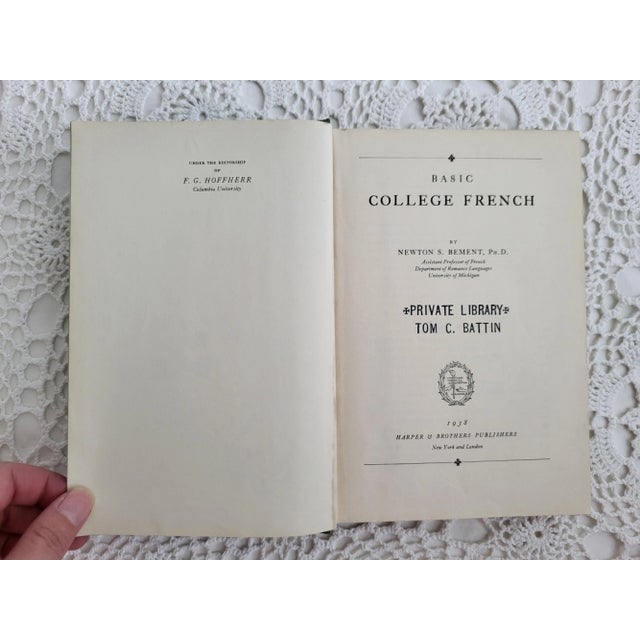 UNDER THE EDITORSHIP
OF
F. G. HOFFHERR
Columbia University
BASIC
COLLEGE FRENCH
BY
NEWTON S. BEMENT, PH.D.
Assistant Professor of French
Department of Romance Languages
University of Michigan
PRIVATE LIBRARY
TOM C. BATTIN
1938
HARPER & BROTHERS PUBLISHERS
New York and London